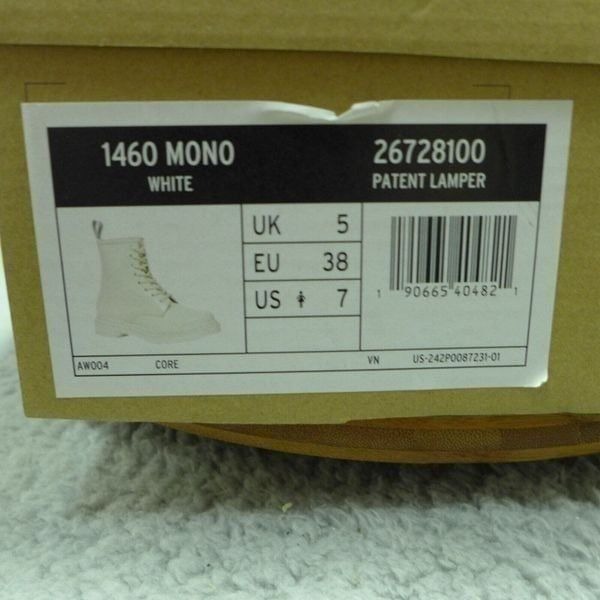 1460 MONO
WHITE
26728100
PATENT LAMPER
UK 5
EU 38
US 7
1 90665 40482 1
AW004 CORE VN US-242P0087231-01